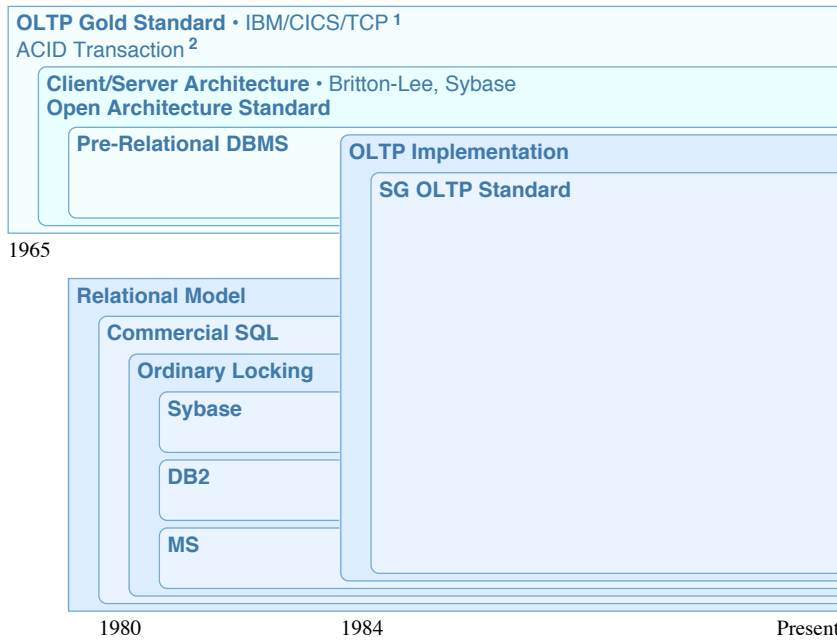 OLTP Gold Standard • IBM/CICS/TCP 1
ACID Transaction 2
Client/Server Architecture • Britton-Lee, Sybase
Open Architecture Standard
Pre-Relational DBMS
OLTP Implementation
SG OLTP Standard
1965
Relational Model
Commercial SQL
Ordinary Locking
Sybase
DB2
MS
1980 1984 Present